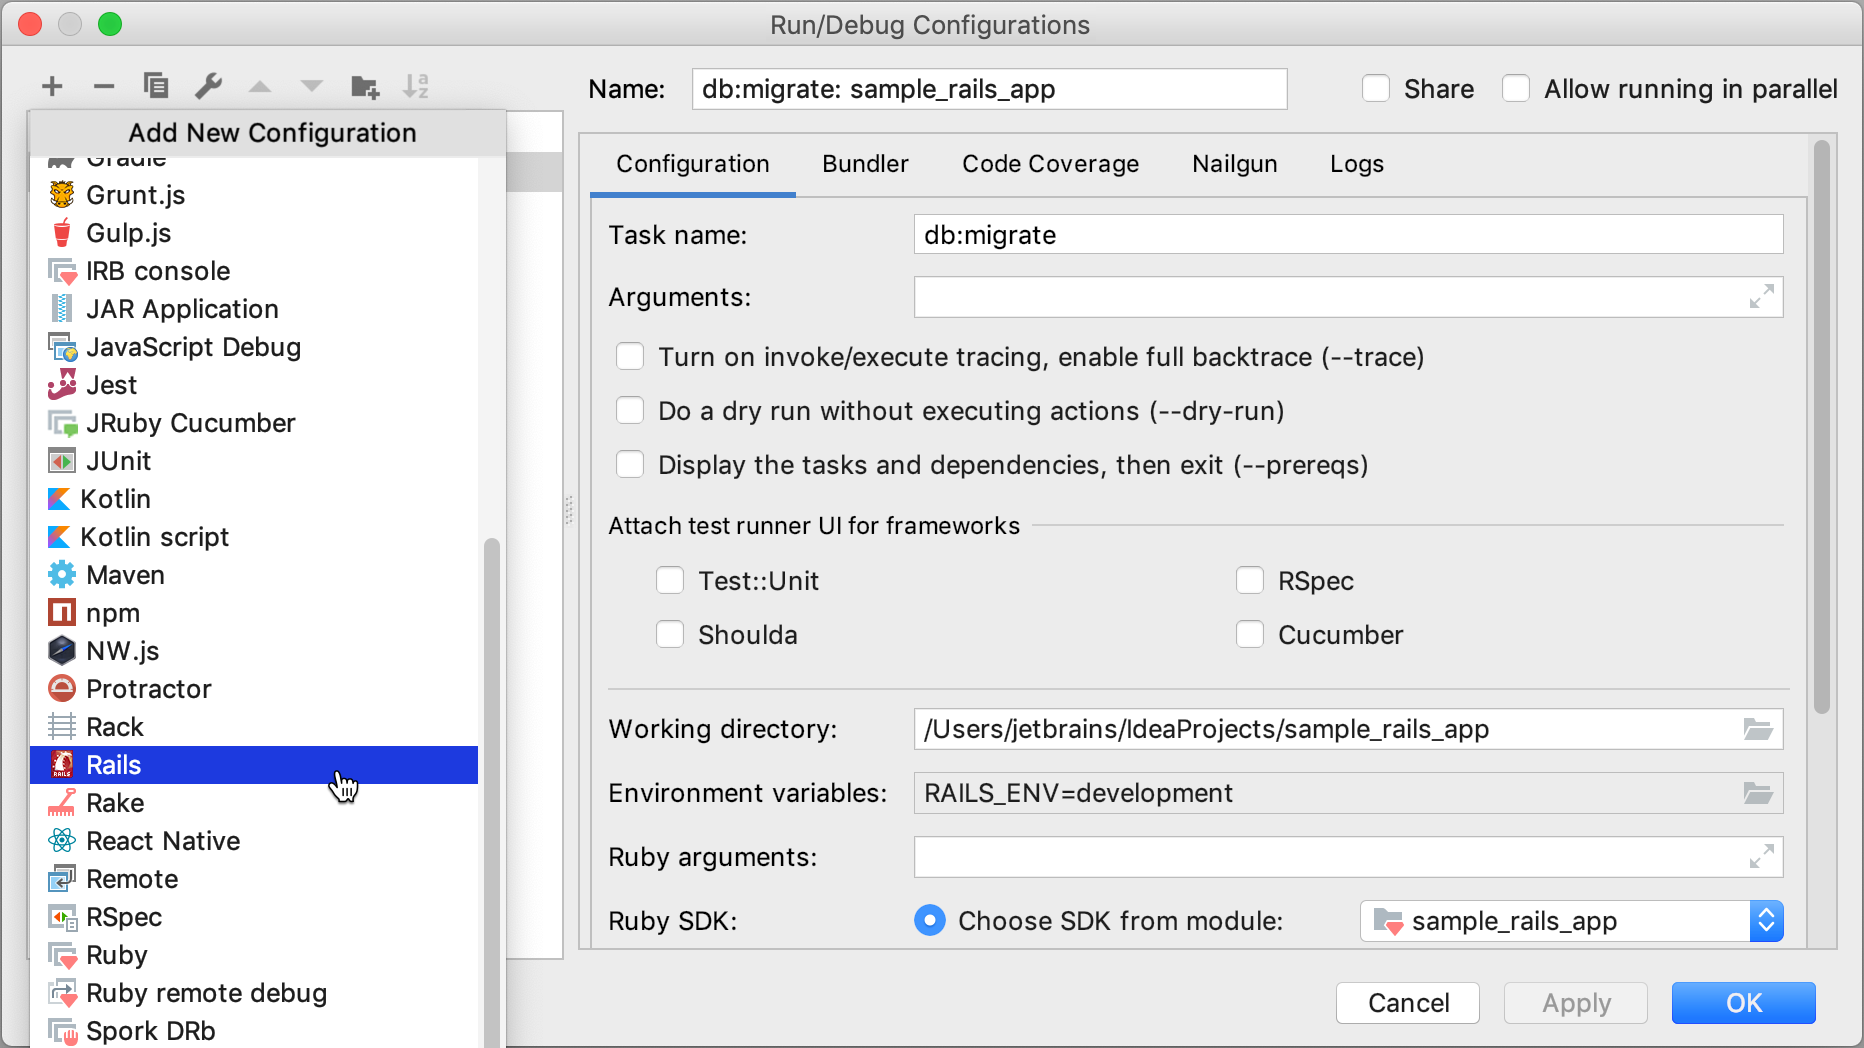 Run/Debug Configurations
Name: db:migrate: sample_rails_app Share Allow running in parallel
Add New Configuration
Gradle
Grunt.js
Gulp.js
IRB console
JAR Application
JavaScript Debug
Jest
JRuby Cucumber
JUnit
Kotlin
Kotlin script
Maven
npm
NW.js
Protractor
Rack
RAILS Rails
Rake
React Native
Remote
RSpec
Ruby
Ruby remote debug
Spork DRb
Configuration Bundler Code Coverage Nailgun Logs
Task name: db:migrate
Arguments:
Turn on invoke/execute tracing, enable full backtrace (--trace)
Do a dry run without executing actions (--dry-run)
Display the tasks and dependencies, then exit (--prereqs)
Attach test runner UI for frameworks
Test::Unit RSpec
Shoulda Cucumber
Working directory: /Users/jetbrains/IdeaProjects/sample_rails_app
Environment variables: RAILS_ENV=development
Ruby arguments:
Ruby SDK: Choose SDK from module: sample_rails_app
Cancel Apply OK